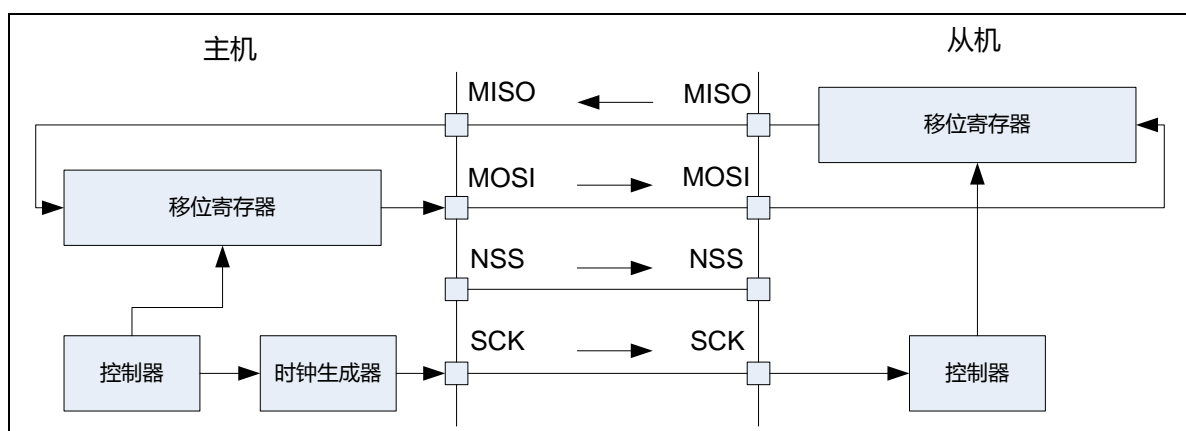 主机
从机
MISO
MISO
移位寄存器
MOSI
MOSI
移位寄存器
NSS
NSS
SCK
SCK
控制器
时钟生成器
控制器